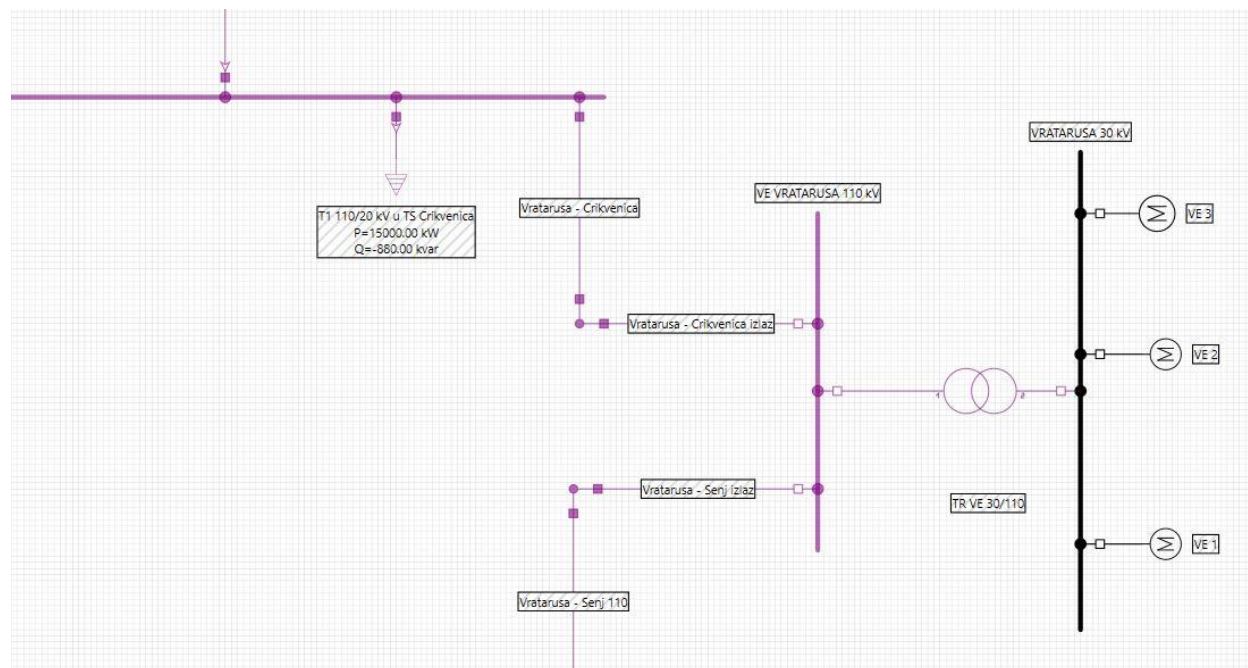 VRATARUSA 30 kV
VE VRATARUSA 110 kV
Vratarusa - Crikvenica
T1 110/20 kV u TS Crikvenica
P=15000.00 kW
Q=-880.00 kvar
M
VE 3
Vratarusa - Crikvenica izlaz
M
VE 2
1
2
Vratarusa - Senj izlaz
TR VE 30/110
M
VE 1
Vratarusa - Senj 110